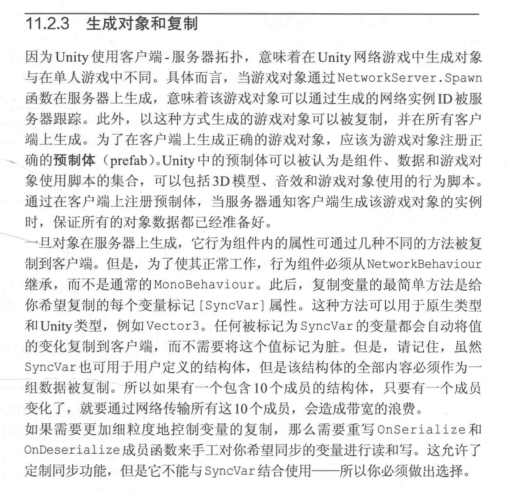 11.2.3 生成对象和复制
因为Unity使用客户端-服务器拓扑，意味着在Unity网络游戏中生成对象
与在单人游戏中不同。具体而言，当游戏对象通过NetworkServer.Spawn
函数在服务器上生成，意味着该游戏对象可以通过生成的网络实例ID被服
务器跟踪。此外，以这种方式生成的游戏对象可以被复制，并在所有客户
端上生成。为了在客户端上生成正确的游戏对象，应该为游戏对象注册正
确的预制体（prefab）。Unity中的预制体可以被认为是组件、数据和游戏对
象使用脚本的集合，可以包括3D模型、音效和游戏对象使用的行为脚本。
通过在客户端上注册预制体，当服务器通知客户端生成该游戏对象的实例
时，保证所有的对象数据都已经准备好。
一旦对象在服务器上生成，它行为组件内的属性可通过几种不同的方法被复
制到客户端。但是，为了使其正常工作，行为组件必须从NetworkBehaviour
继承，而不是通常的MonoBehaviour。此后，复制变量的最简单方法是给
你希望复制的每个变量标记[SyncVar]属性。这种方法可以用于原生类型
和Unity类型，例如Vector3。任何被标记为SyncVar的变量都会自动将值
的变化复制到客户端，而不需要将这个值标记为脏。但是，请记住，虽然
SyncVar也可用于用户定义的结构体，但是该结构体的全部内容必须作为一
组数据被复制。所以如果有一个包含10个成员的结构体，只要有一个成员
变化了，就要通过网络传输所有这10个成员，会造成带宽的浪费。
如果需要更加细粒度地控制变量的复制，那么需要重写OnSerialize和
OnDeserialize成员函数来手工对你希望同步的变量进行读和写。这允许了
定制同步功能，但是它不能与SyncVar结合使用——所以你必须做出选择。